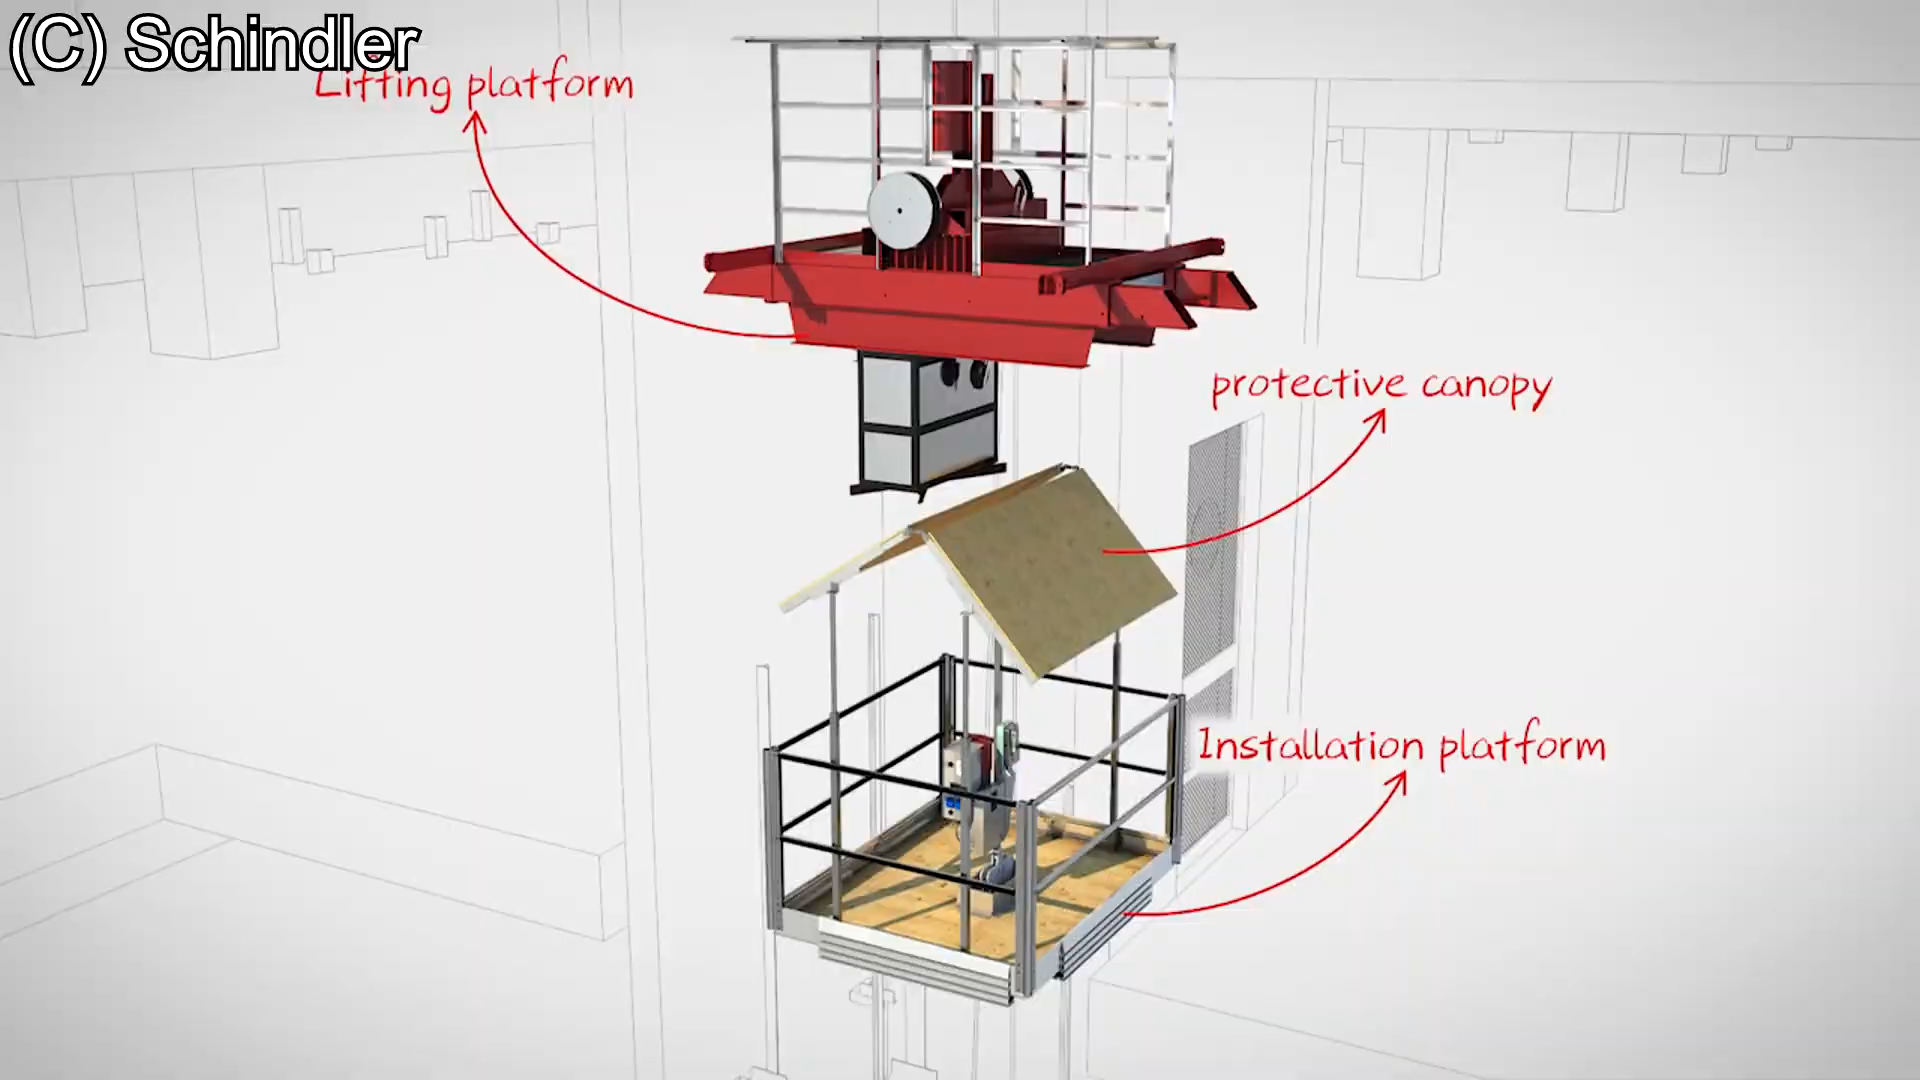 (C) Schindler
Lifting platform
protective canopy
Installation platform